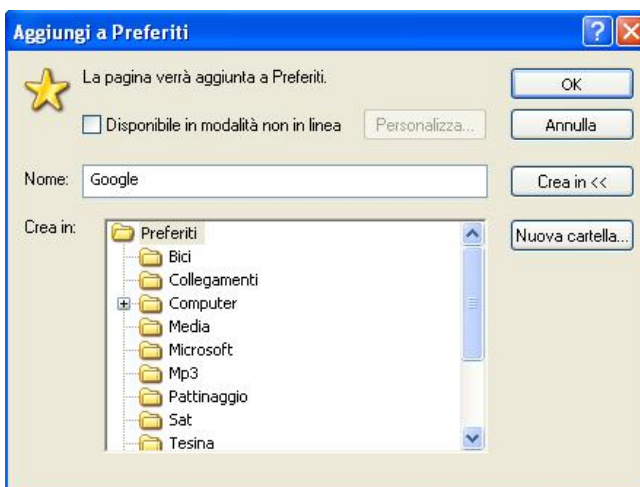 Aggiungi a Preferiti
La pagina verrà aggiunta a Preferiti.
OK
Disponibile in modalità non in linea
Personalizza...
Annulla
Nome:
Google
Crea in <<
Crea in:
Preferiti
Nuova cartella...
Bici
Collegamenti
Computer
Media
Microsoft
Mp3
Pattinaggio
Sat
Tesina